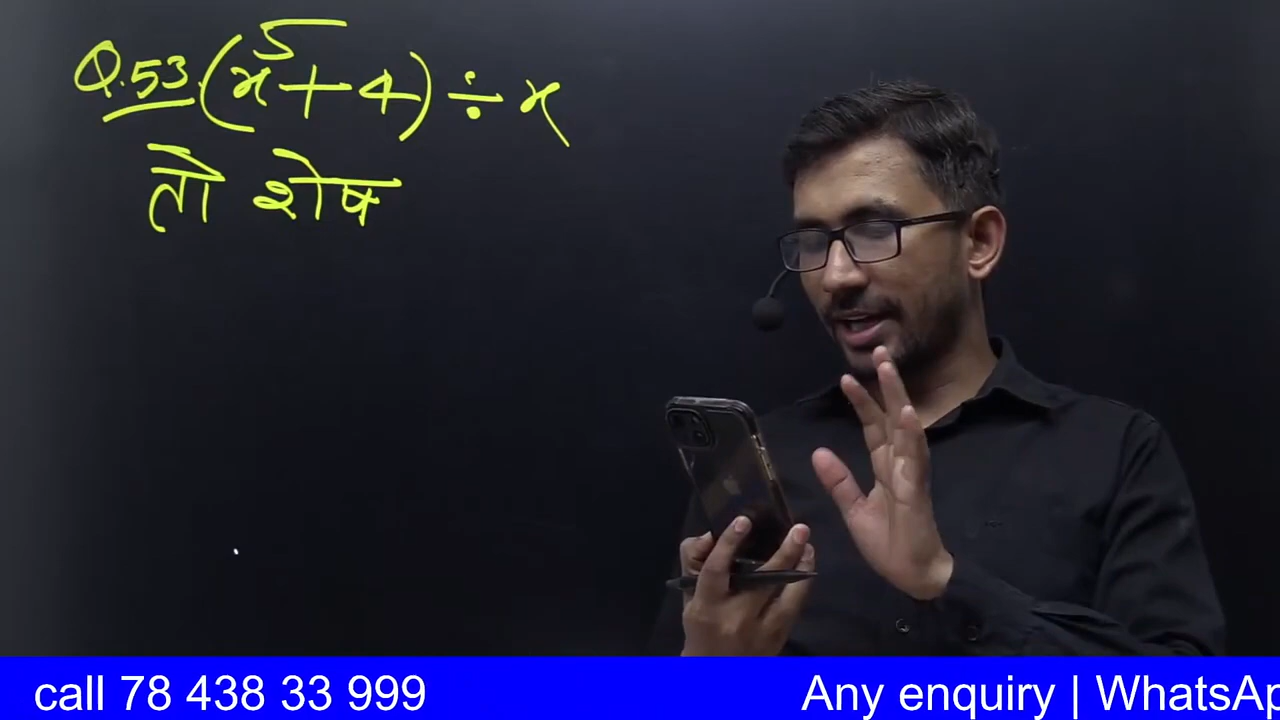 Q.53. (x⁵ + 4) ÷ x
तो शेष
call 78 438 33 999
Any enquiry | WhatsAp